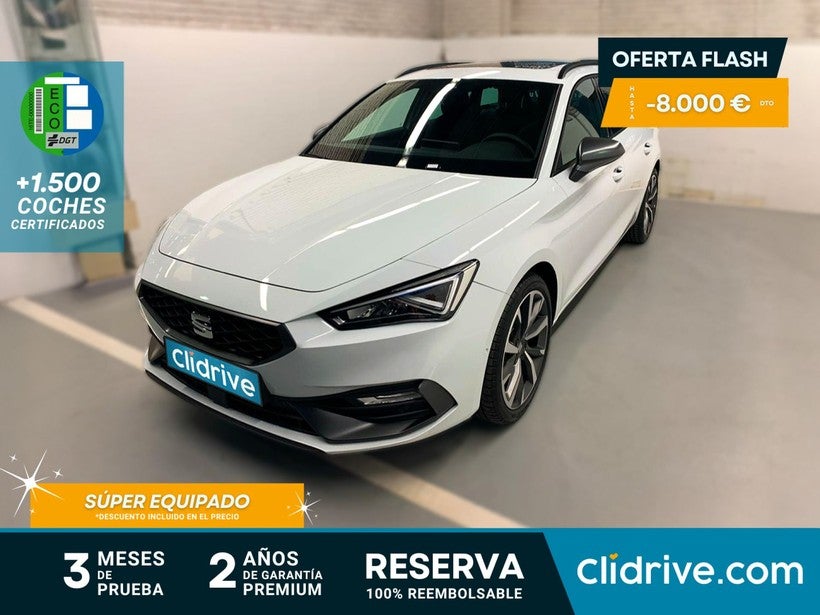 ECO
DGT
+1.500
COCHES
CERTIFICADOS
OFERTA FLASH
HASTA
-8.000 €
DTO
Clidrive
SÚPER EQUIPADO
*DESCUENTO INCLUIDO EN EL PRECIO
3 MESES
DE
PRUEBA
2 AÑOS
DE GARANTÍA
PREMIUM
RESERVA
100% REEMBOLSABLE
Clidrive.com